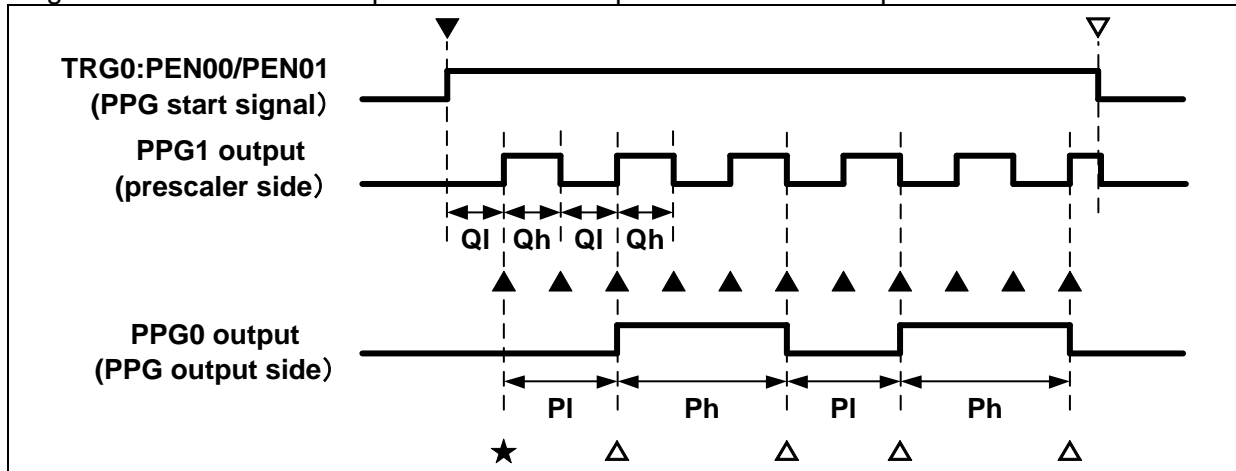 TRG0:PEN00/PEN01
(PPG start signal）
PPG1 output
(prescaler side）
Ql Qh Ql Qh
PPG0 output
(PPG output side）
Pl Ph Pl Ph